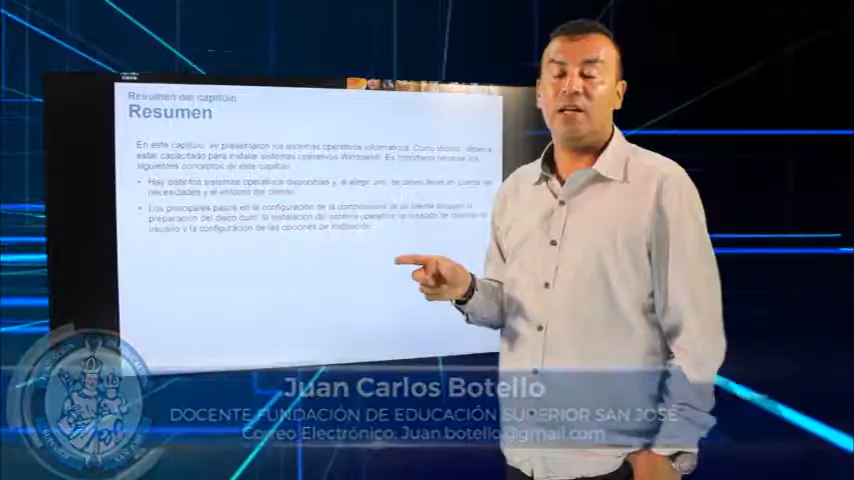 Resumen del capítulo
Resumen
En este capítulo, se presentaron los sistemas operativos informáticos. Como técnico, deben a
estar capacitado para instalar sistemas operativos Windows®. Es importante recordar los
siguientes conceptos de este capítulo:
• Hay distintos sistemas operativos disponibles y, al elegir uno, se deben tener en cuenta las
necesidades y el entorno del cliente.
• Los principales pasos en la configuración de la computadora de un cliente incluyen la
preparación del disco duro, la instalación del sistema operativo, la creación de cuentas de
usuario y la configuración de las opciones de instalación.
Juan Carlos Botello
Docente Fundación de Educación Superior San José
Correo Electrónico: Juan.botello@gmail.com